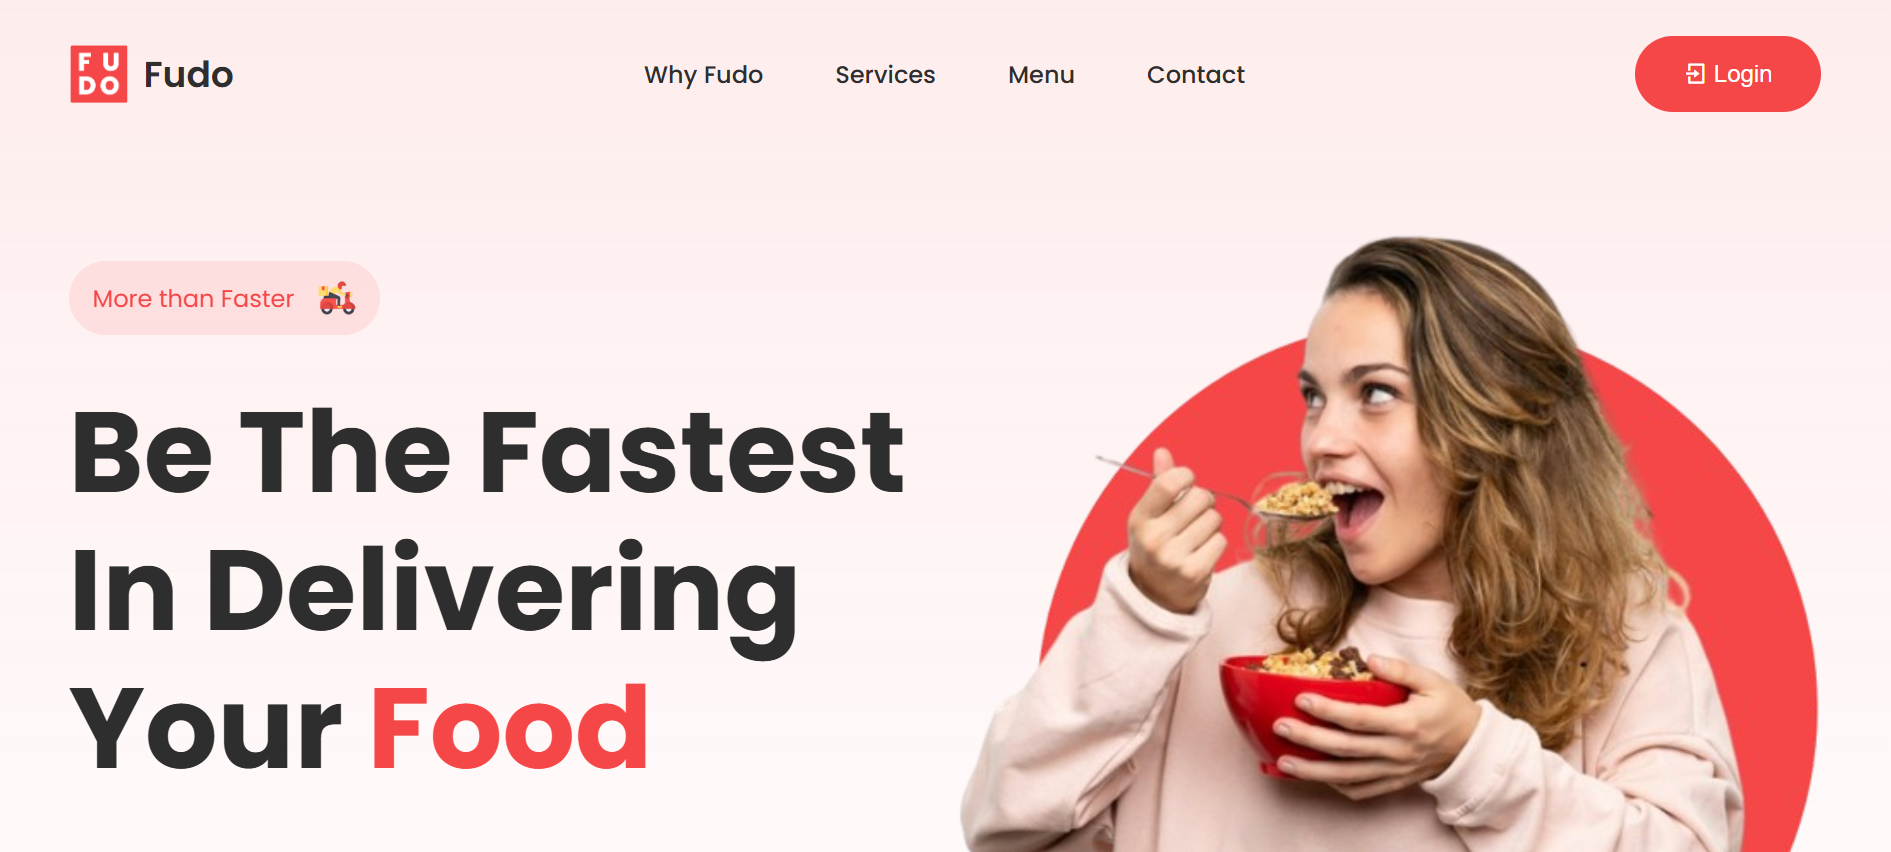 FU
DO
Fudo
Why Fudo
Services
Menu
Contact
Login
More than Faster
Be The Fastest
In Delivering
Your Food